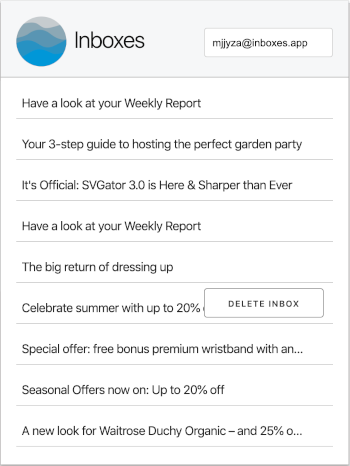 Inboxes
mjjyza@inboxes.app
Have a look at your Weekly Report
Your 3-step guide to hosting the perfect garden party
It's Official: SVGator 3.0 is Here & Sharper than Ever
Have a look at your Weekly Report
The big return of dressing up
Celebrate summer with up to 20%
DELETE INBOX
Special offer: free bonus premium wristband with an...
Seasonal Offers now on: Up to 20% off
A new look for Waitrose Duchy Organic – and 25% o...